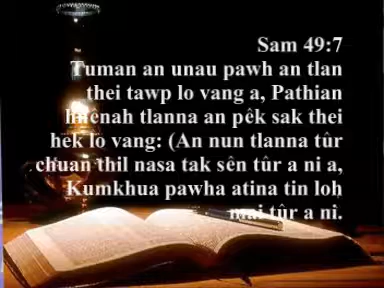 Sam 49:7
Tuman an unau pawh an tlan
thei tawp lo vang a, Pathian
hnenah tlanna an pêk sak thei
hek lo vang: (An nun tlanna tûr
chuan thil nasa tak sên tûr a ni a,
Kumkhua pawha atina tin loh
mai tûr a ni.